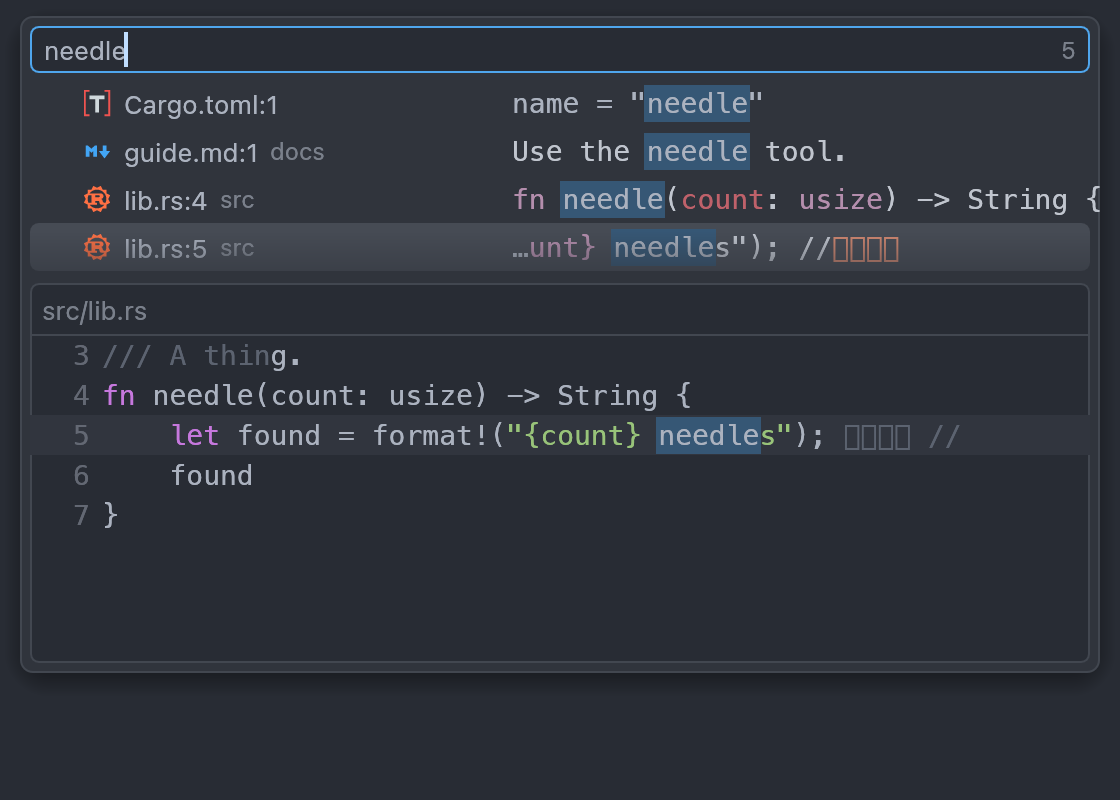 needle 5
Cargo.toml:1 name = "needle"
guide.md:1 docs Use the needle tool.
lib.rs:4 src fn needle(count: usize) -> String {
lib.rs:5 src …unt} needles"); //
src/lib.rs
3 /// A thing.
4 fn needle(count: usize) -> String {
5 let found = format!("{count} needles"); //
6 found
7 }